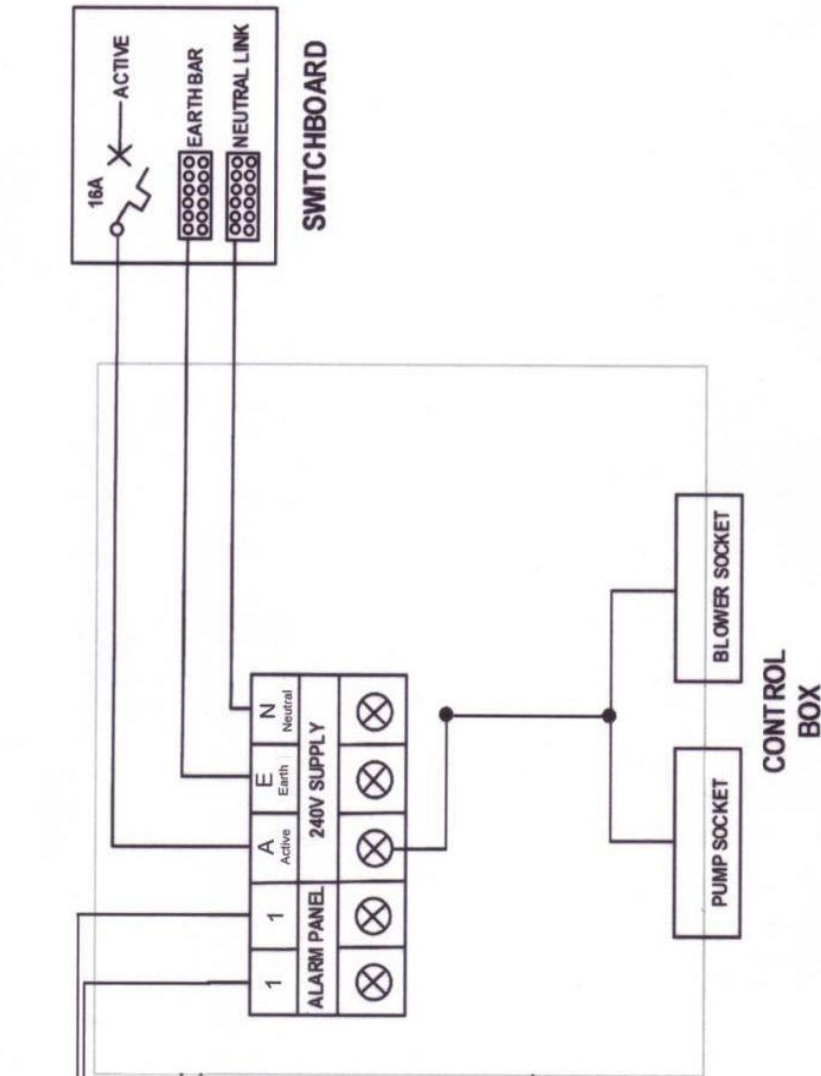 ACTIVE
16A
EARTH BAR
NEUTRAL LINK
SWITCHBOARD
1
1
A
Active
E
Earth
N
Neutral
ALARM PANEL
240V SUPPLY
PUMP SOCKET
BLOWER SOCKET
CONTROL
BOX